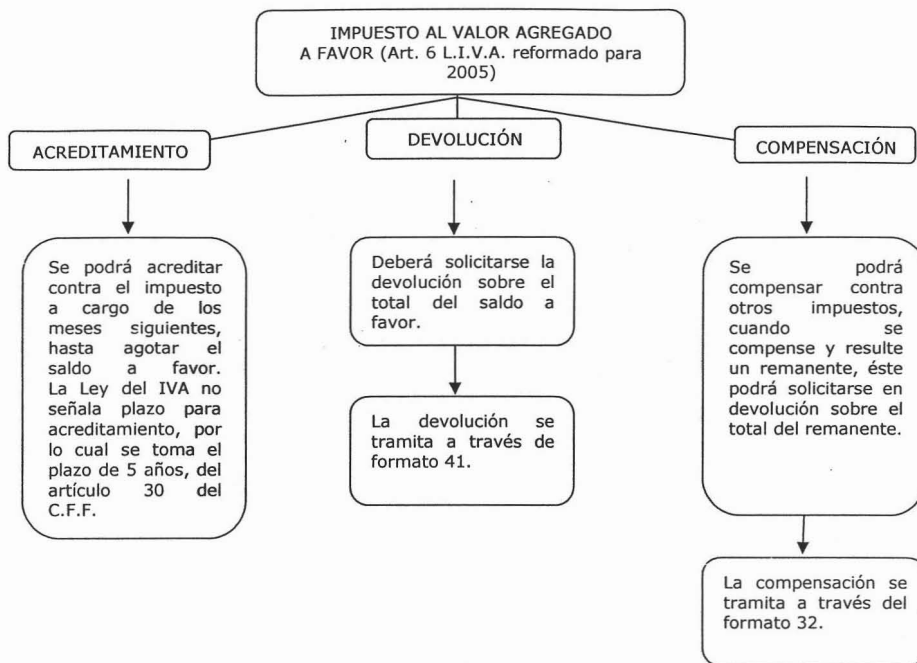 IMPUESTO AL VALOR AGREGADO
A FAVOR (Art. 6 L.I.V.A. reformado para
2005)
ACREDITAMIENTO
DEVOLUCIÓN
COMPENSACIÓN
Se podrá acreditar
contra el impuesto
a cargo de los
meses siguientes,
hasta agotar el
saldo a favor.
La Ley del IVA no
señala plazo para
acreditamiento, por
lo cual se toma el
plazo de 5 años, del
artículo 30 del
C.F.F.
Deberá solicitarse la
devolución sobre el
total del saldo a
favor.
La devolución se
tramita a través de
formato 41.
Se podrá
compensar contra
otros impuestos,
cuando se
compense y resulte
un remanente, éste
podrá solicitarse en
devolución sobre el
total del remanente.
La compensación se
tramita a través del
formato 32.